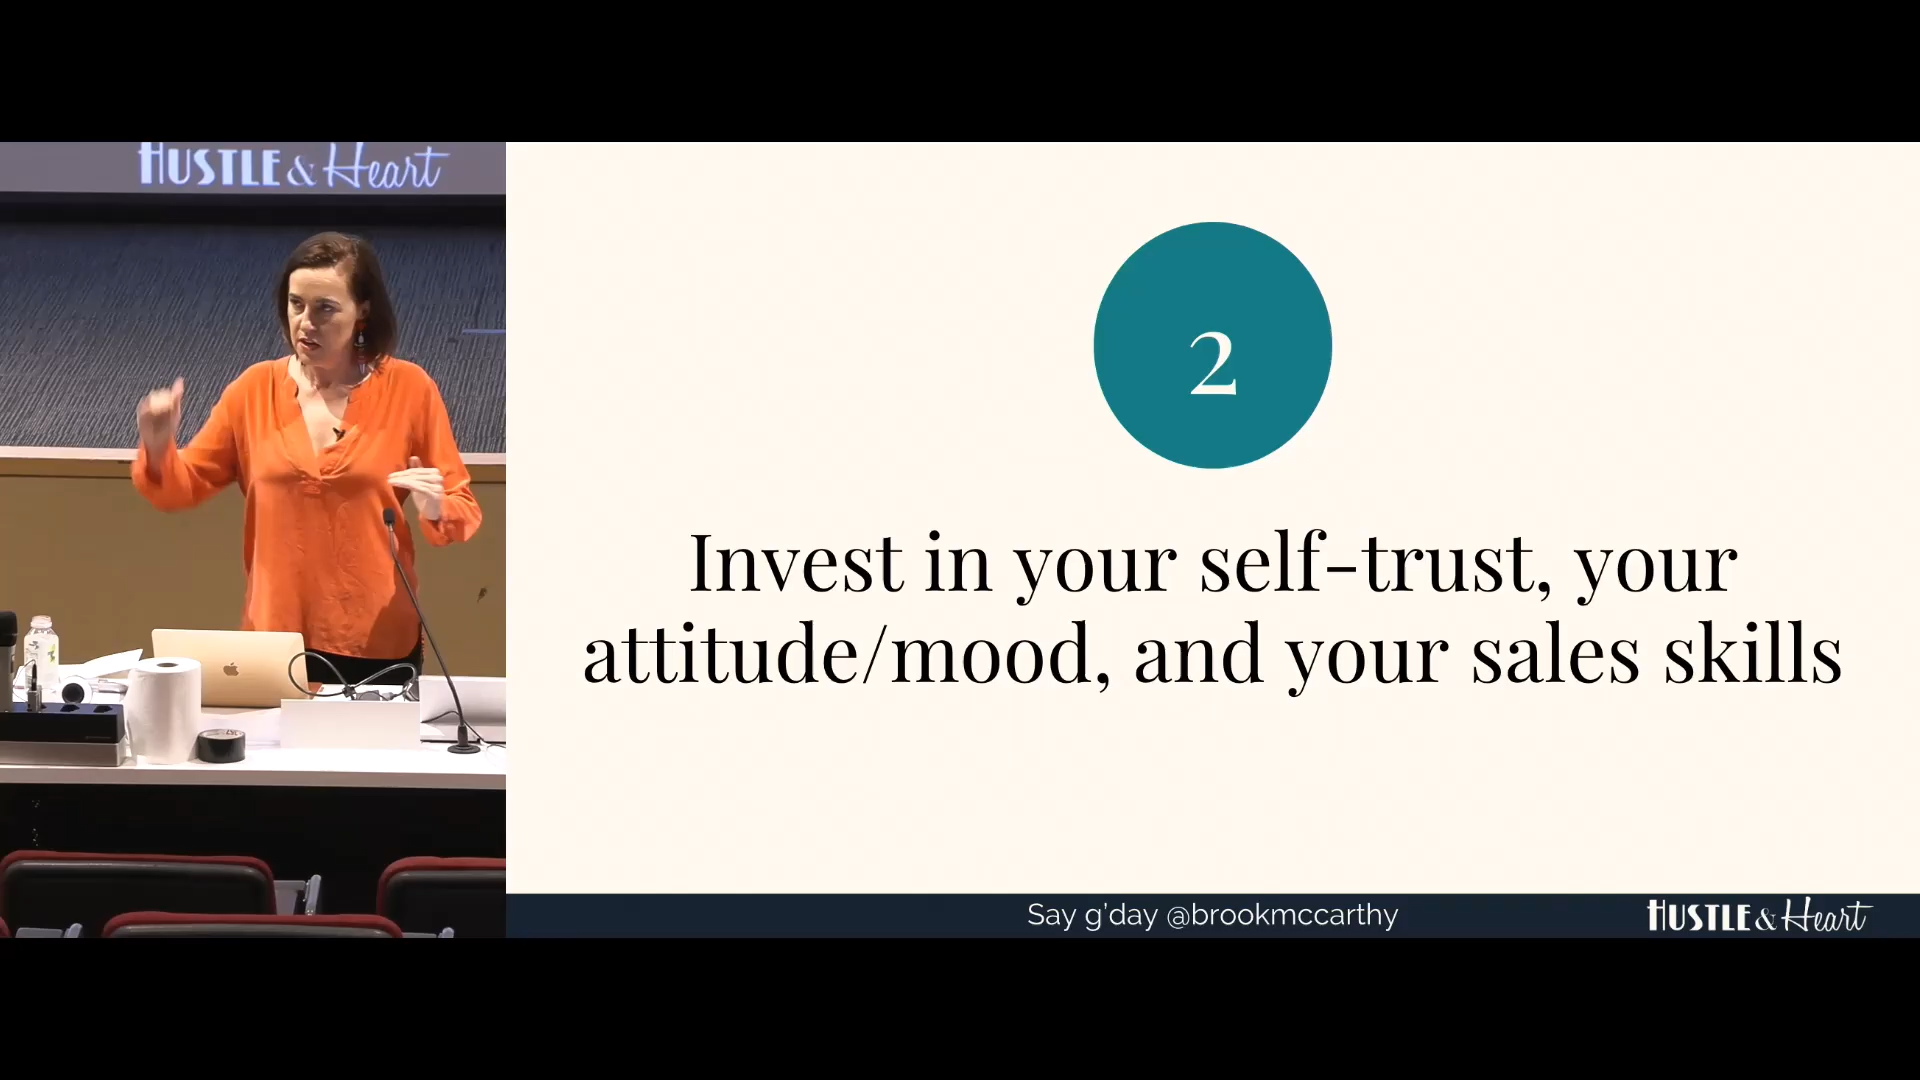 HUSTLE & Heart
2
Invest in your self-trust, your
attitude/mood, and your sales skills
Say g'day @brookmccarthy
HUSTLE & Heart